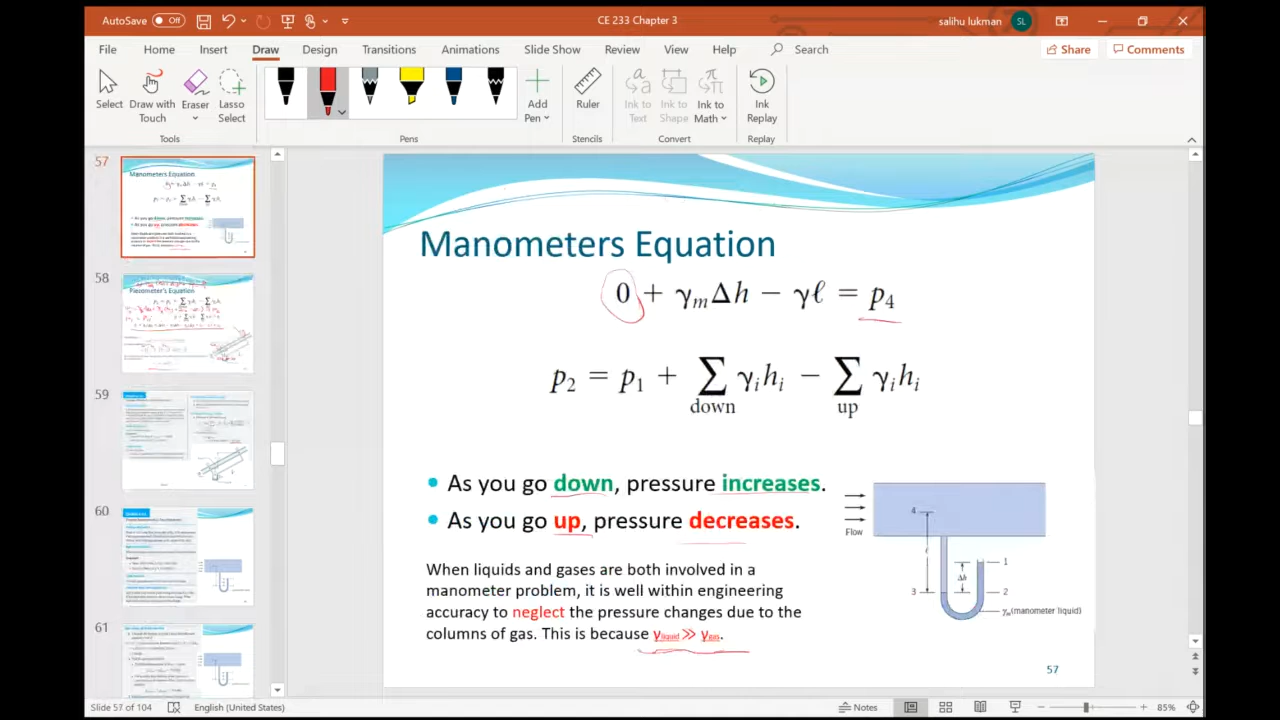 AutoSave Off
CE 233 Chapter 3
salihu lukman SL
File Home Insert Draw Design Transitions Animations Slide Show Review View Help Search Share Comments
Select Draw with Touch Eraser Lasso Select Add Pen Ruler Ink to Text Ink to Shape Ink to Math Ink Replay
Tools Pens Stencils Convert Replay
57
Manometers Equation
58
Piezometer's Equation
59
60
61
Manometers Equation
0 + γmΔh − γℓ = p4
p2 = p1 + ∑down γihi − ∑up γihi
As you go down, pressure increases.
As you go up, pressure decreases.
When liquids and gases are both involved in a
manometer problem, it is well within engineering
accuracy to neglect the pressure changes due to the
columns of gas. This is because γliquid ≫ γgas.
Flow
4
1
Δh
3
2
γm(manometer liquid)
57
Slide 57 of 104 English (United States) Notes 85%